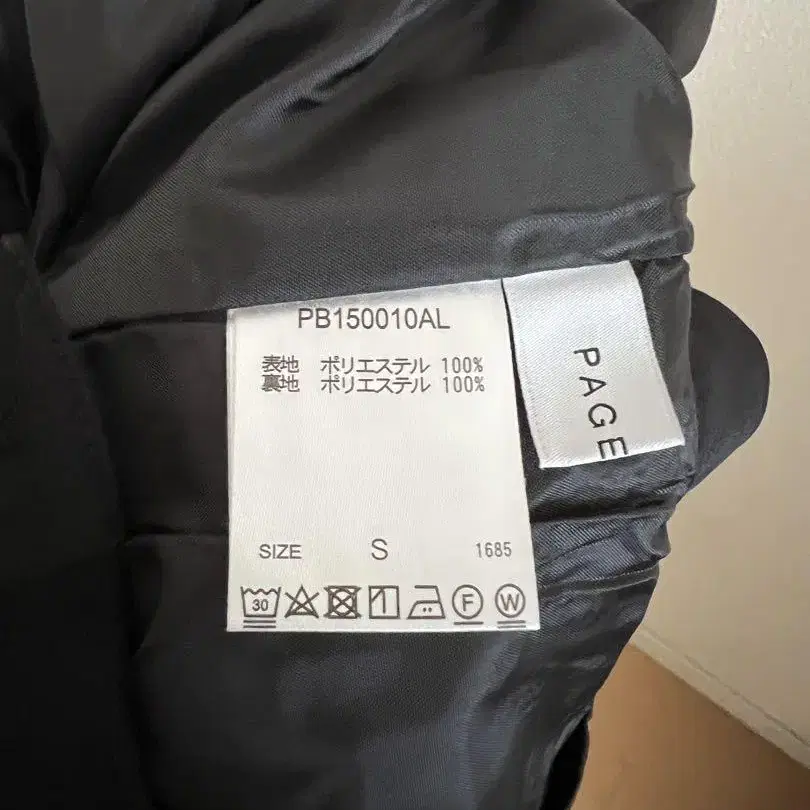 PB150010AL
表地 ポリエステル 100%
裏地 ポリエステル 100%
SIZE S 1685
30
F W
PAGE